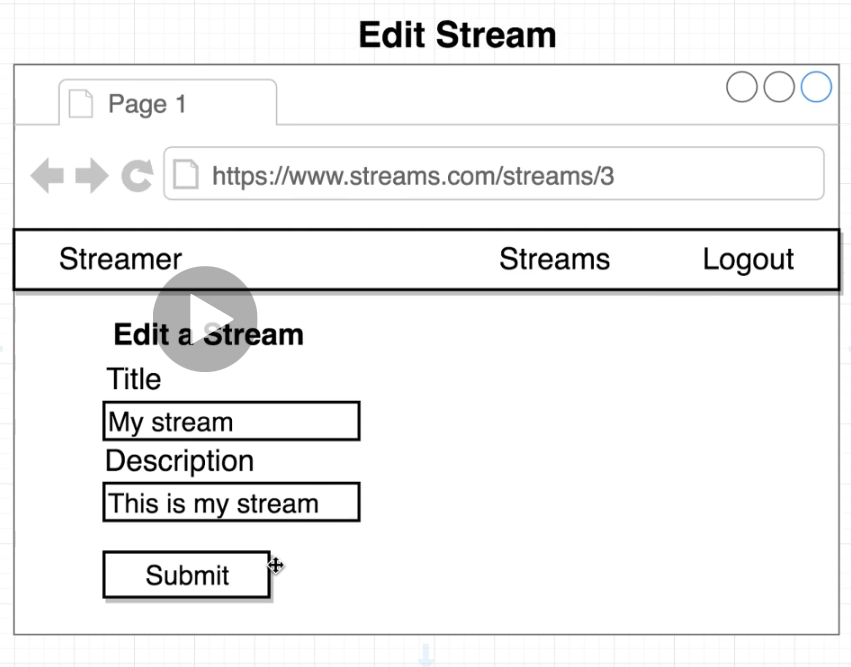 Edit Stream
Page 1
https://www.streams.com/streams/3
Streamer Streams Logout
Edit a Stream
Title
My stream
Description
This is my stream
Submit